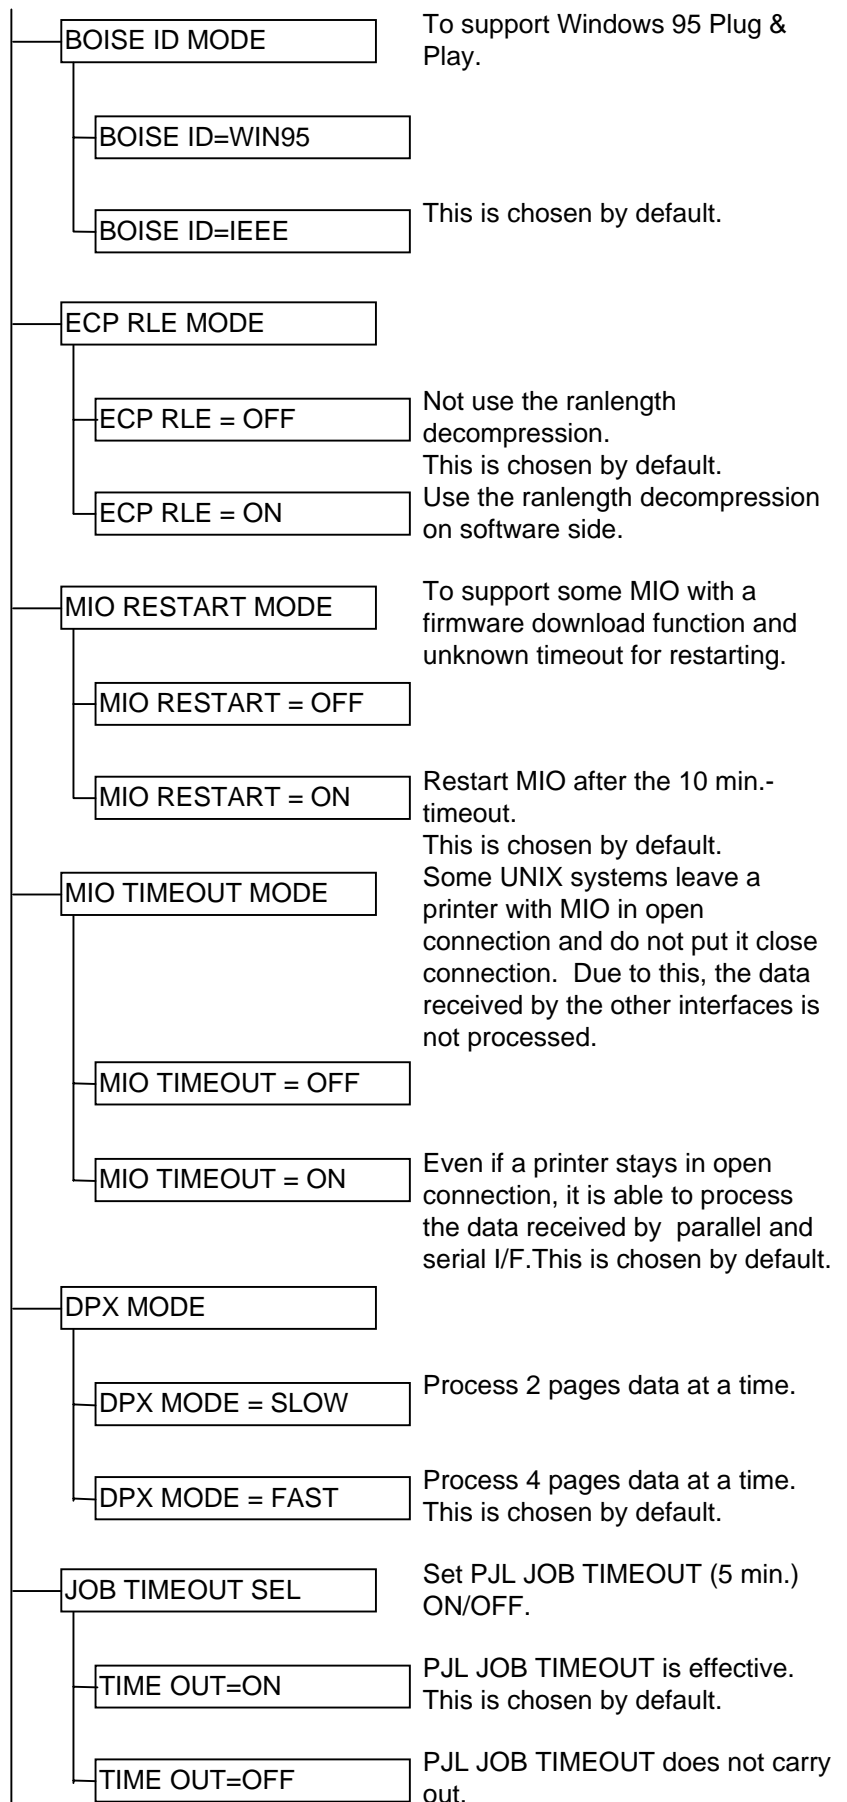 BOISE ID MODE
To support Windows 95 Plug &
Play.
BOISE ID=WIN95
BOISE ID=IEEE
This is chosen by default.
ECP RLE MODE
ECP RLE = OFF
Not use the ranlength
decompression.
This is chosen by default.
ECP RLE = ON
Use the ranlength decompression
on software side.
MIO RESTART MODE
To support some MIO with a
firmware download function and
unknown timeout for restarting.
MIO RESTART = OFF
MIO RESTART = ON
Restart MIO after the 10 min.-
timeout.
This is chosen by default.
MIO TIMEOUT MODE
Some UNIX systems leave a
printer with MIO in open
connection and do not put it close
connection.  Due to this, the data
received by the other interfaces is
not processed.
MIO TIMEOUT = OFF
MIO TIMEOUT = ON
Even if a printer stays in open
connection, it is able to process
the data received by  parallel and
serial I/F.This is chosen by default.
DPX MODE
DPX MODE = SLOW
Process 2 pages data at a time.
DPX MODE = FAST
Process 4 pages data at a time.
This is chosen by default.
JOB TIMEOUT SEL
Set PJL JOB TIMEOUT (5 min.)
ON/OFF.
TIME OUT=ON
PJL JOB TIMEOUT is effective.
This is chosen by default.
TIME OUT=OFF
PJL JOB TIMEOUT does not carry
out.